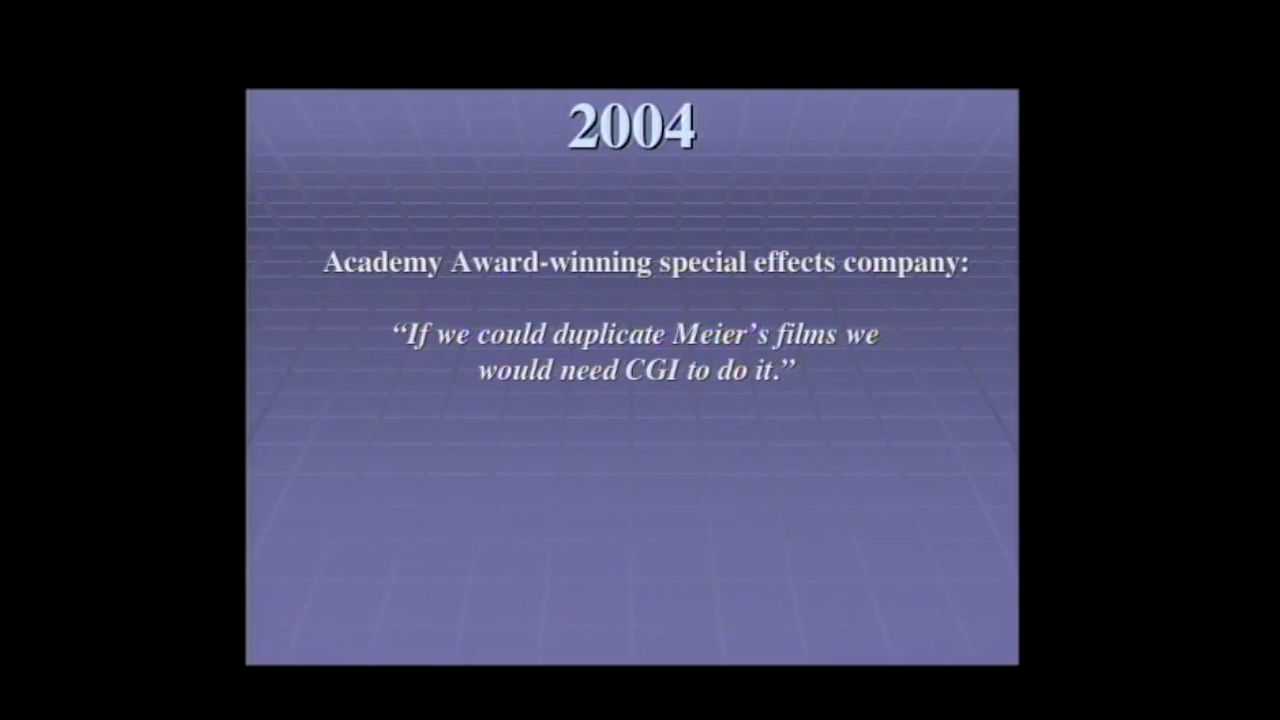 2004
Academy Award-winning special effects company:
“If we could duplicate Meier’s films we
would need CGI to do it.”